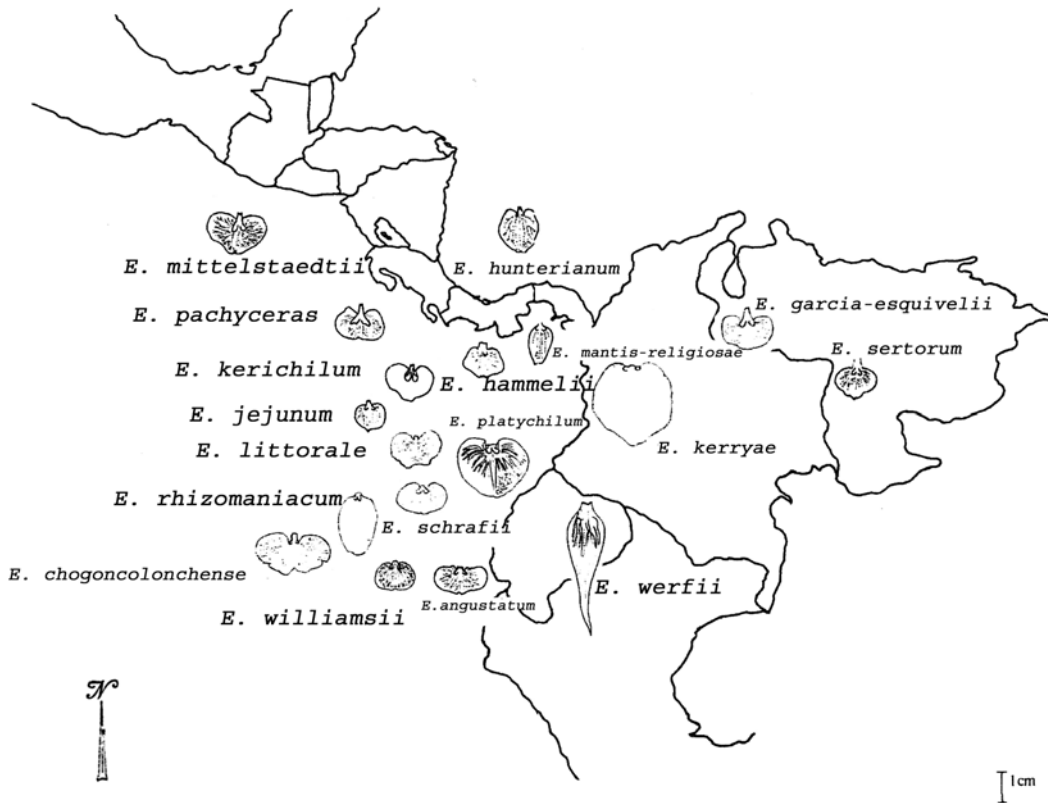 E. mittelstaedtii
E. hunterianum
E. pachyceras
E. garcia-esquivelii
E. mantis-religiosae
E. sertorum
E. kerichilum
E. hammelii
E. jejunum
E. platychilum
E. littorale
E. kerryae
E. rhizomaniacum
E. schrafii
E. chogoncolonchense
E. werfii
E. williamsii
E.angustatum
N
1cm